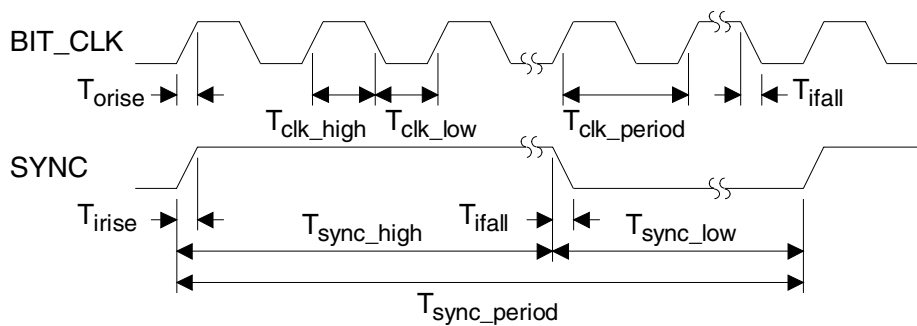 BIT_CLK
T_orise
T_clk_high
T_clk_low
T_clk_period
T_ifall
SYNC
T_irise
T_sync_high
T_ifall
T_sync_low
T_sync_period